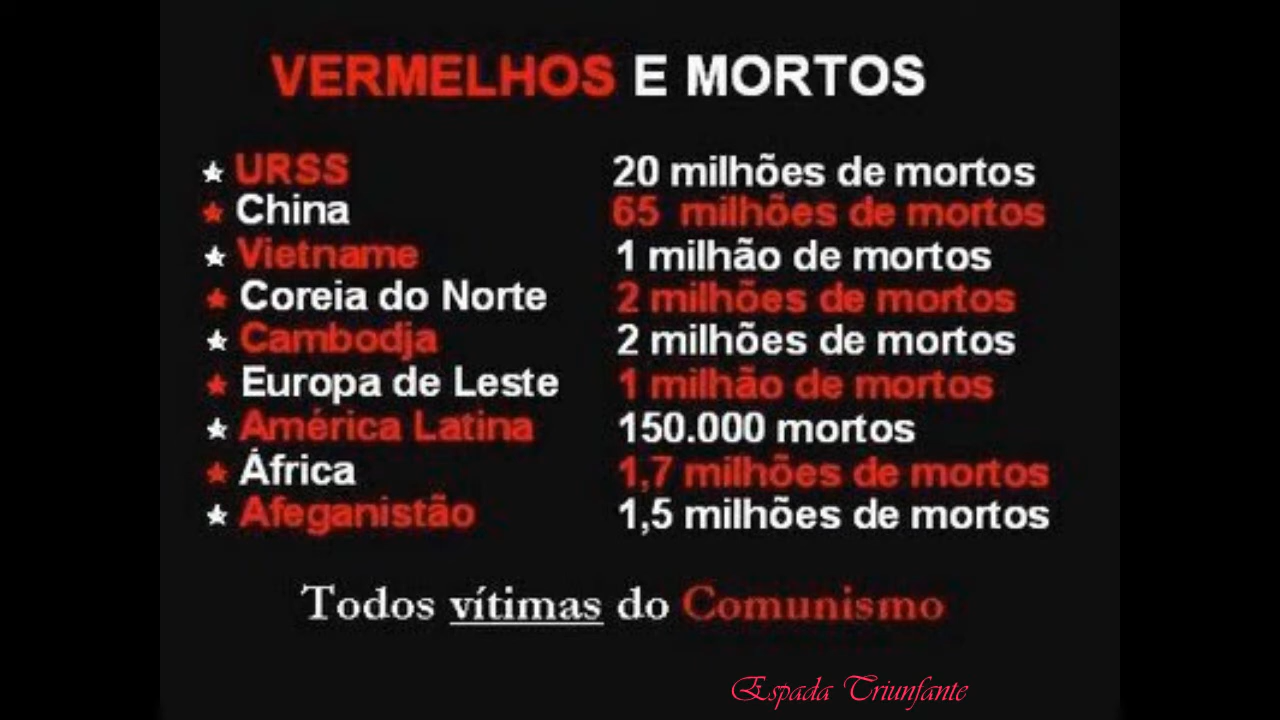 VERMELHOS E MORTOS
URSS 20 milhões de mortos
China 65 milhões de mortos
Vietname 1 milhão de mortos
Coreia do Norte 2 milhões de mortos
Cambodja 2 milhões de mortos
Europa de Leste 1 milhão de mortos
América Latina 150.000 mortos
África 1,7 milhões de mortos
Afeganistão 1,5 milhões de mortos
Todos vítimas do Comunismo
Espada Triunfante